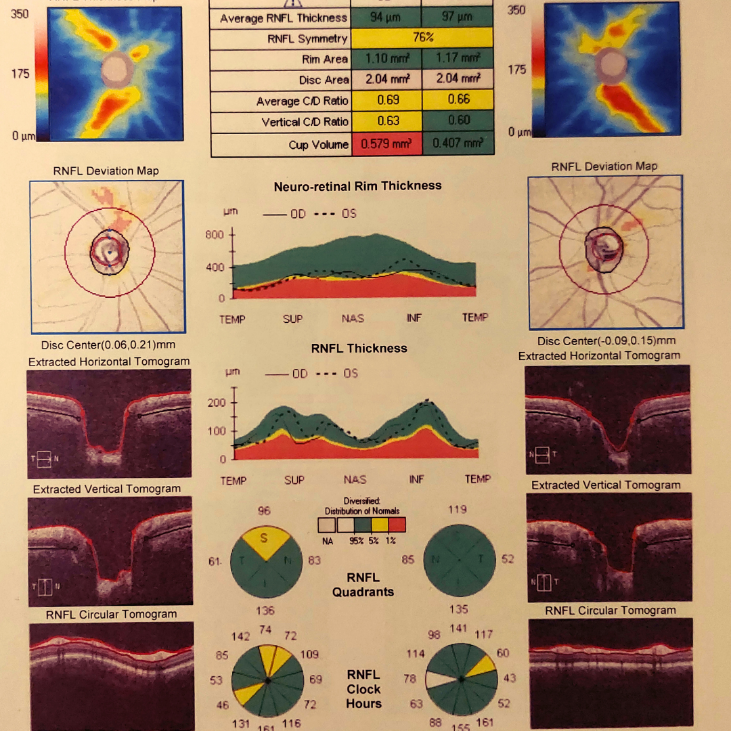 350
175
0 µm
Average RNFL Thickness 94 µm 97 µm
RNFL Symmetry 76%
Rim Area 1.10 mm² 1.17 mm²
Disc Area 2.04 mm² 2.04 mm²
Average C/D Ratio 0.69 0.66
Vertical C/D Ratio 0.63 0.60
Cup Volume 0.579 mm³ 0.407 mm³
350
175
0 µm
RNFL Deviation Map
Disc Center(0.06,0.21)mm
Extracted Horizontal Tomogram
T N
Extracted Vertical Tomogram
T N
RNFL Circular Tomogram
Neuro-retinal Rim Thickness
µm OD OS
800
400
0
TEMP SUP NAS INF TEMP
RNFL Thickness
µm OD OS
200
100
0
TEMP SUP NAS INF TEMP
Diversified:
Distribution of Normals
NA 95% 5% 1%
96
S
61 T N 83
I
136
RNFL
Quadrants
119
85 N T 52
135
74
142 72
85 109
53 69
46 72
131 116
161
RNFL
Clock
Hours
141
98 117
114 60
78 43
63 52
88 161
155
RNFL Deviation Map
Disc Center(-0.09,0.15)mm
Extracted Horizontal Tomogram
N T
Extracted Vertical Tomogram
N T
RNFL Circular Tomogram